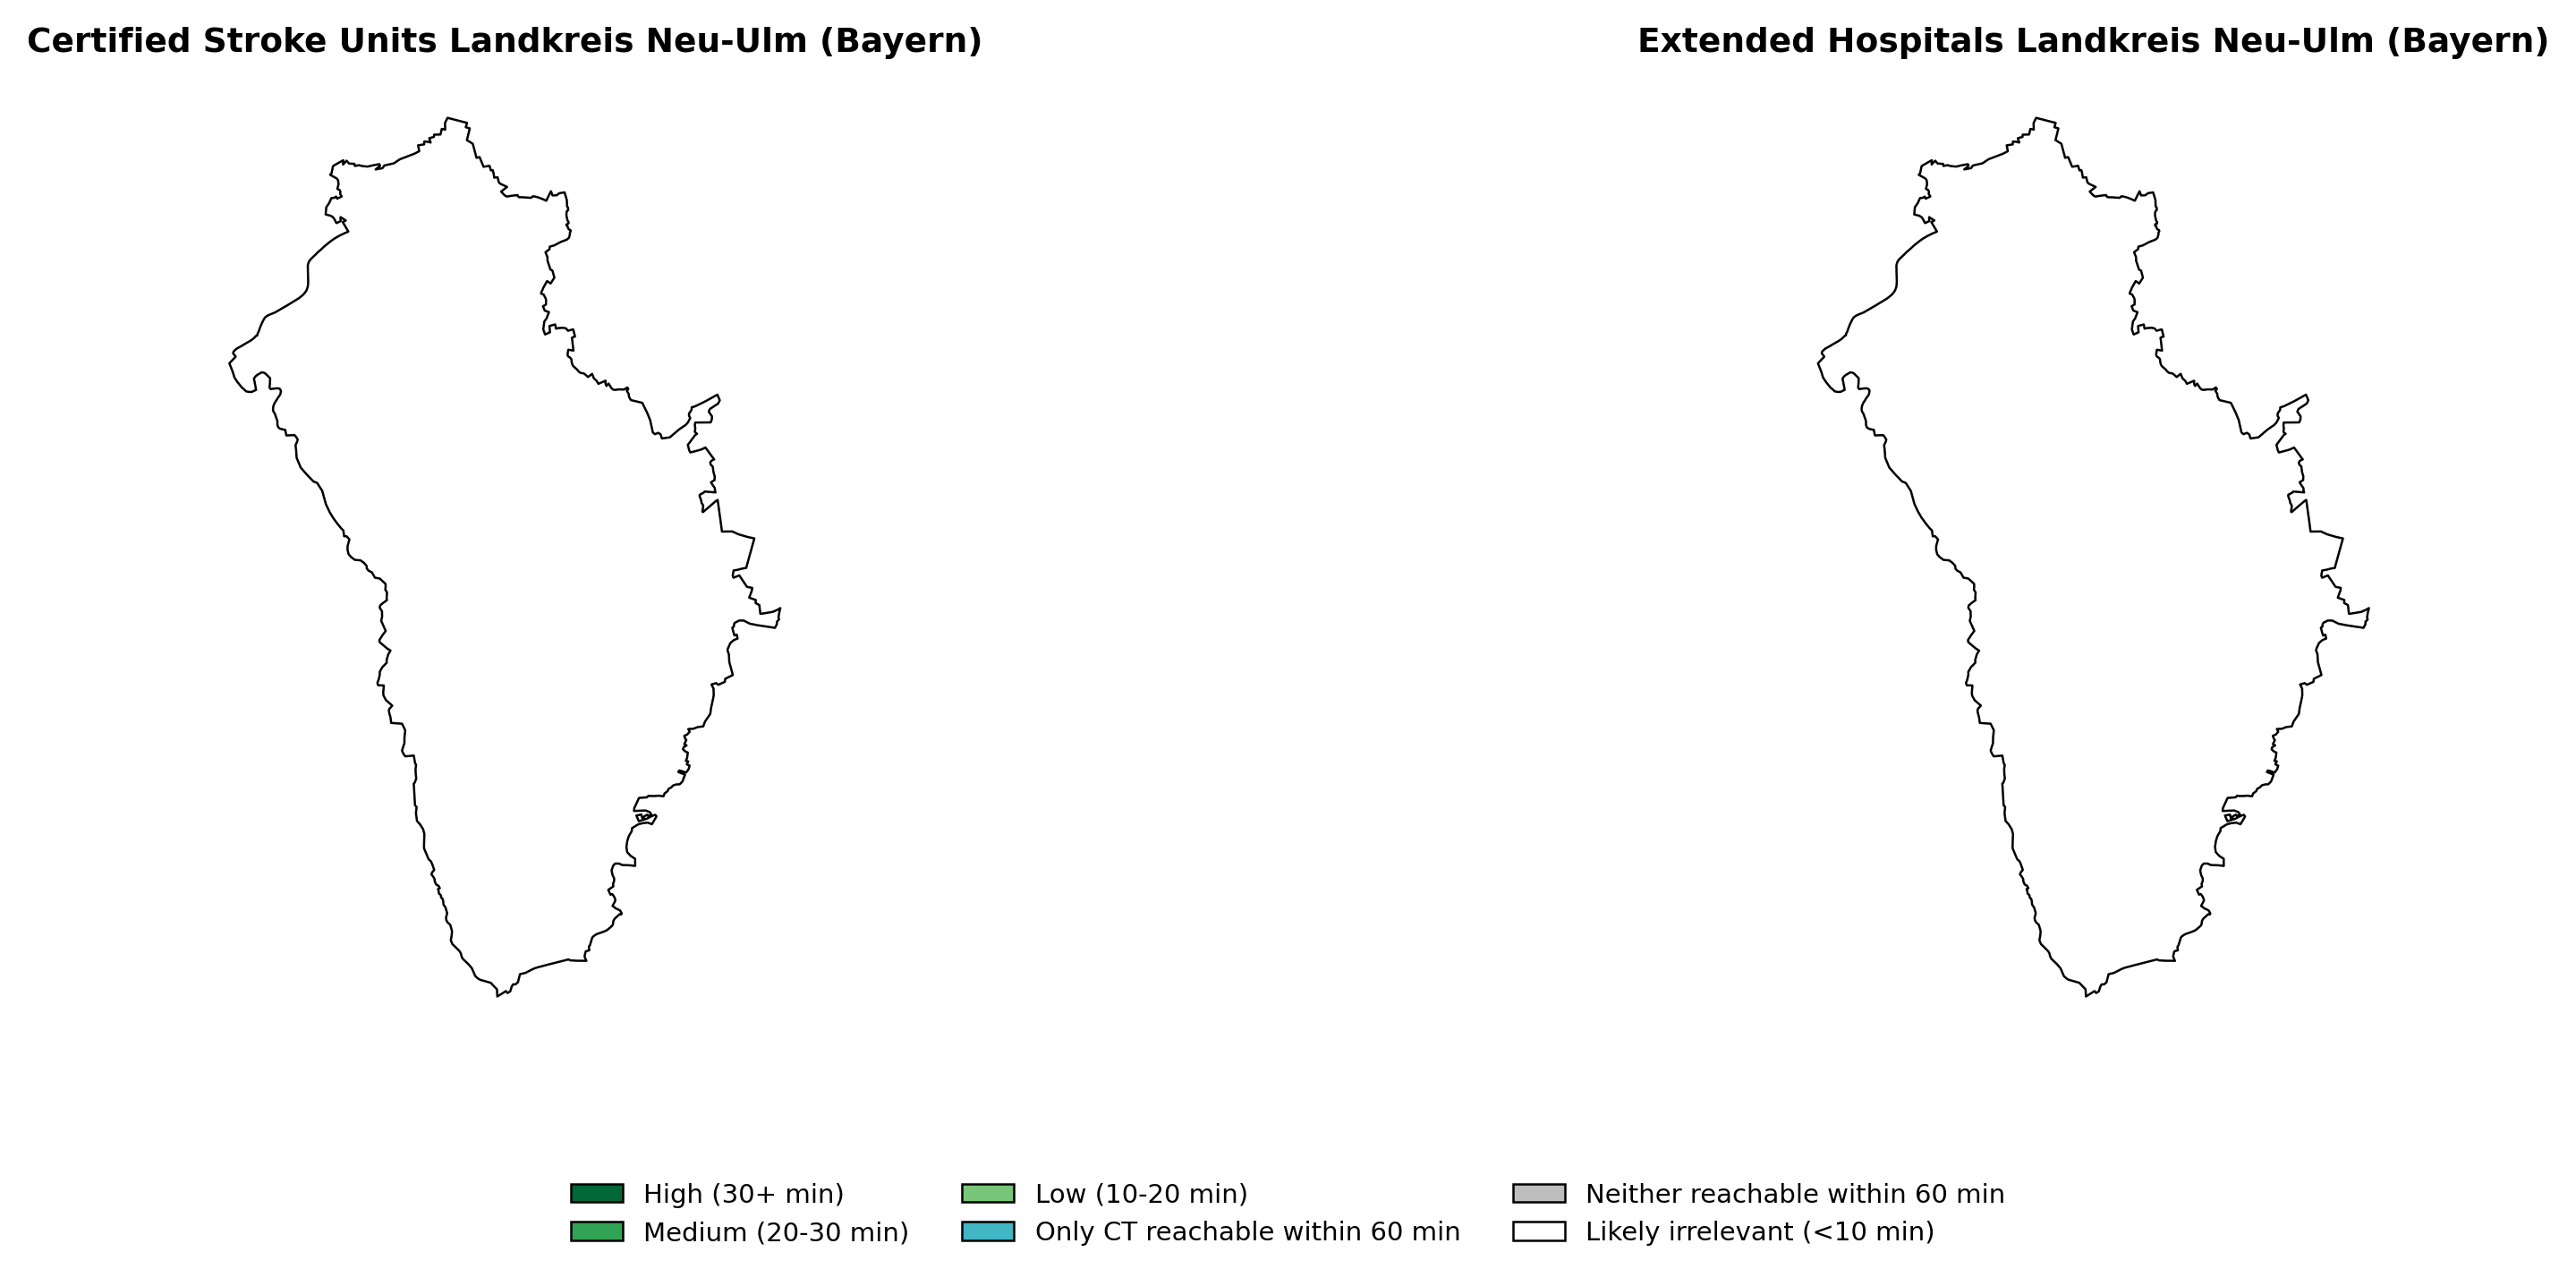 Certified Stroke Units Landkreis Neu-Ulm (Bayern)
Extended Hospitals Landkreis Neu-Ulm (Bayern)
High (30+ min)
Medium (20-30 min)
Low (10-20 min)
Only CT reachable within 60 min
Neither reachable within 60 min
Likely irrelevant (<10 min)